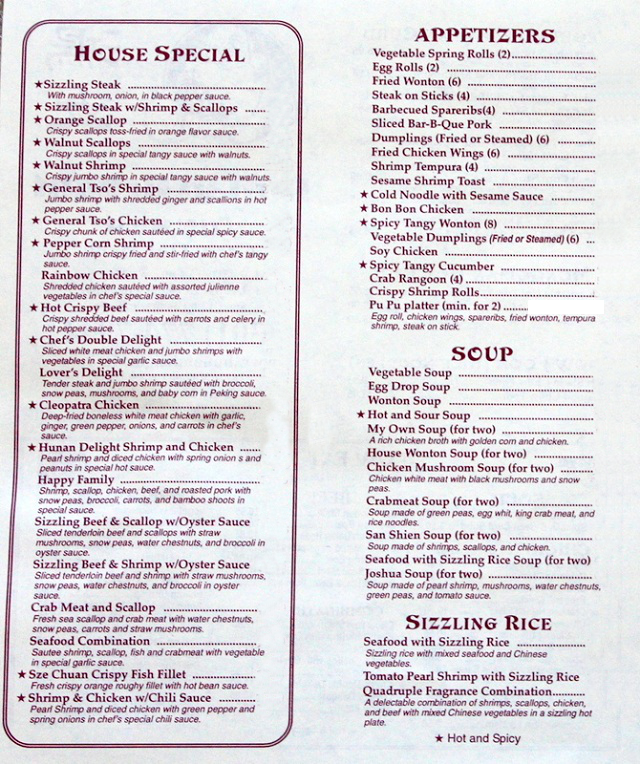 HOUSE SPECIAL
★ Sizzling Steak
With mushroom, onion, in black pepper sauce.
★ Sizzling Steak w/Shrimp & Scallops
★ Orange Scallop
Crispy scallops toss-fried in orange flavor sauce.
★ Walnut Scallops
Crispy scallops in special tangy sauce with walnuts.
★ Walnut Shrimp
Crispy jumbo shrimp in special tangy sauce with walnuts.
★ General Tso's Shrimp
Jumbo shrimp with shredded ginger and scallions in hot
pepper sauce.
★ General Tso's Chicken
Crispy chunk of chicken sautéed in special spicy sauce.
★ Pepper Corn Shrimp
Jumbo shrimp crispy fried and stir-fried with chef's tangy
sauce.
Rainbow Chicken
Shredded chicken sautéed with assorted julienne
vegetables in chef's special sauce.
★ Hot Crispy Beef
Crispy shredded beef sautéed with carrots and celery in
hot pepper sauce.
★ Chef's Double Delight
Sliced white meat chicken and jumbo shrimps with
vegetables in special garlic sauce.
Lover's Delight
Tender steak and jumbo shrimp sautéed with broccoli,
snow peas, mushrooms, and baby corn in Peking sauce.
★ Cleopatra Chicken
Deep-fried boneless white meat chicken with garlic,
ginger, green pepper, onions, and carrots in chef's
sauce.
★ Hunan Delight Shrimp and Chicken
Pearl shrimp and diced chicken with spring onion s and
peanuts in special hot sauce.
Happy Family
Shrimp, scallop, chicken, beef, and roasted pork with
snow peas, broccoli, carrots, and bamboo shoots in
special sauce.
Sizzling Beef & Scallop w/Oyster Sauce
Sliced tenderloin beef and scallops with straw
mushrooms, snow peas, water chestnuts, and broccoli in
oyster sauce.
Sizzling Beef & Shrimp w/Oyster Sauce
Sliced tenderloin beef and shrimp with straw mushrooms,
snow peas, water chestnuts, and broccoli in oyster
sauce.
Crab Meat and Scallop
Fresh sea scallop and crab meat with water chestnuts,
snow peas, carrots and straw mushrooms.
Seafood Combination
Sautee shrimp, scallop, fish and crabmeat with vegetable
in special garlic sauce.
★ Sze Chuan Crispy Fish Fillet
Fresh crispy orange roughy fillet with hot bean sauce.
★ Shrimp & Chicken w/Chili Sauce
Pearl Shrimp and diced chicken with green pepper and
spring onions in chef's special chili sauce.
APPETIZERS
Vegetable Spring Rolls (2)
Egg Rolls (2)
Fried Wonton (6)
Steak on Sticks (4)
Barbecued Spareribs(4)
Sliced Bar-B-Que Pork
Dumplings (Fried or Steamed) (6)
Fried Chicken Wings (6)
Shrimp Tempura (4)
Sesame Shrimp Toast
★ Cold Noodle with Sesame Sauce
★ Bon Bon Chicken
★ Spicy Tangy Wonton (8)
Vegetable Dumplings (Fried or Steamed) (6)
Soy Chicken
★ Spicy Tangy Cucumber
Crab Rangoon (4)
Crispy Shrimp Rolls
Pu Pu platter (min. for 2)
Egg roll, chicken wings, spareribs, fried wonton, tempura
shrimp, steak on stick.
SOUP
Vegetable Soup
Egg Drop Soup
Wonton Soup
★ Hot and Sour Soup
My Own Soup (for two)
A rich chicken broth with golden corn and chicken.
House Wonton Soup (for two)
Chicken Mushroom Soup (for two)
Chicken white meat with black mushrooms and snow
peas.
Crabmeat Soup (for two)
Soup made of green peas, egg whit, king crab meat, and
rice noodles.
San Shien Soup (for two)
Soup made of shrimps, scallops, and chicken.
Seafood with Sizzling Rice Soup (for two)
Joshua Soup (for two)
Soup made of pearl shrimp, mushrooms, water chestnuts,
green peas, and tomato sauce.
SIZZLING RICE
Seafood with Sizzling Rice
Sizzling rice with mixed seafood and Chinese
vegetables.
Tomato Pearl Shrimp with Sizzling Rice
Quadruple Fragrance Combination
A delectable combination of shrimps, scallops, chicken,
and beef with mixed Chinese vegetables in a sizzling hot
plate.
★ Hot and Spicy